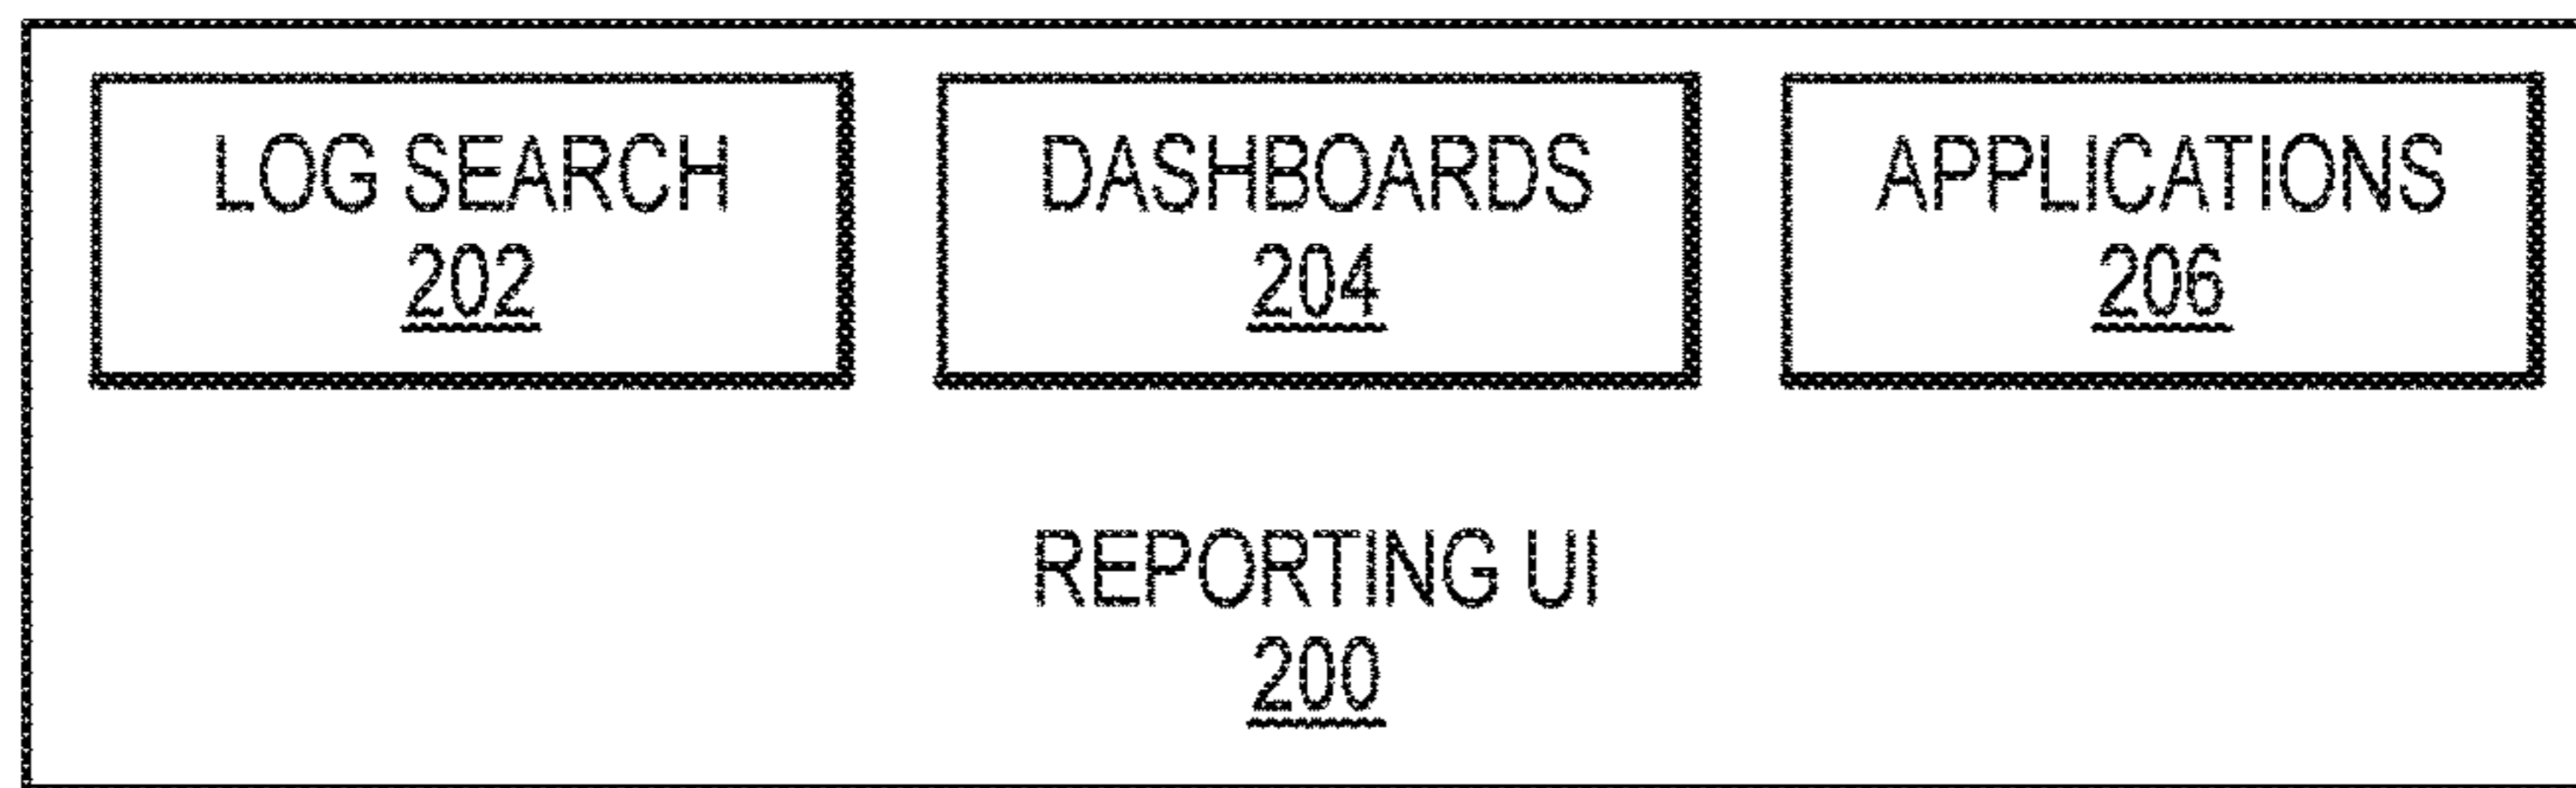 LOG SEARCH
202
DASHBOARDS
204
APPLICATIONS
206
REPORTING UI
200